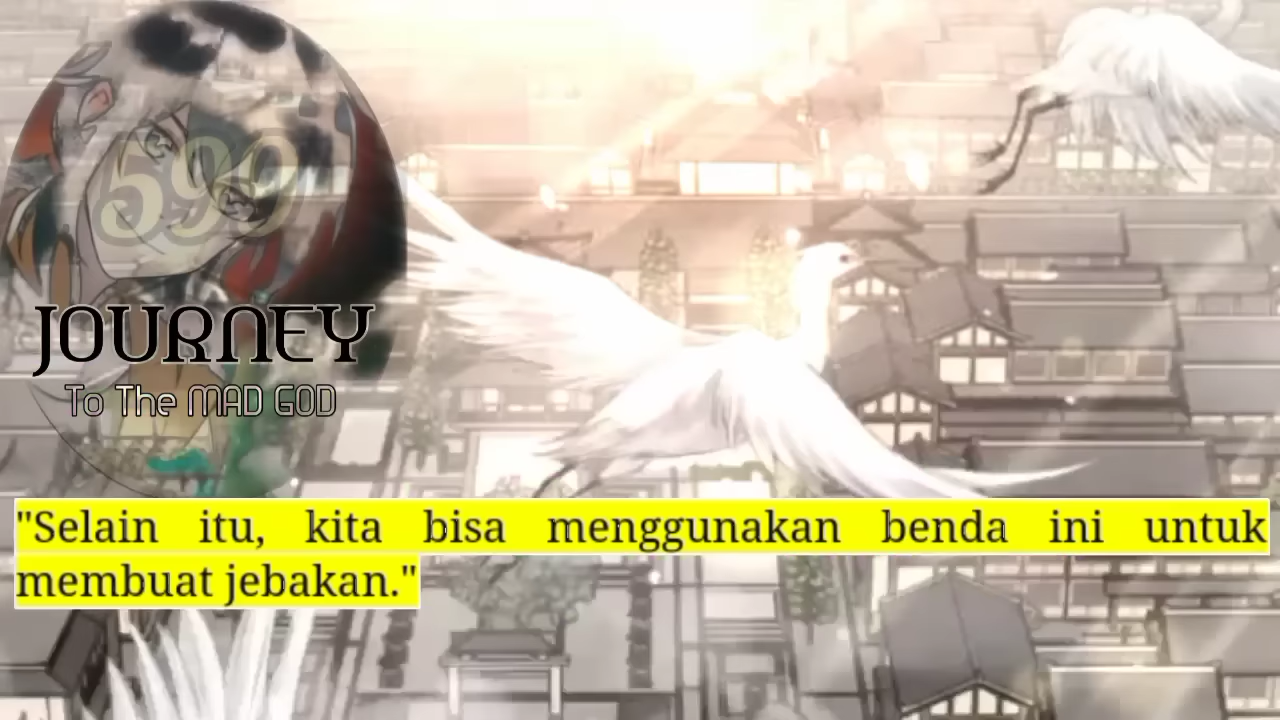 599
JOURNEY
To The MAD GOD
"Selain itu, kita bisa menggunakan benda ini untuk
membuat jebakan."